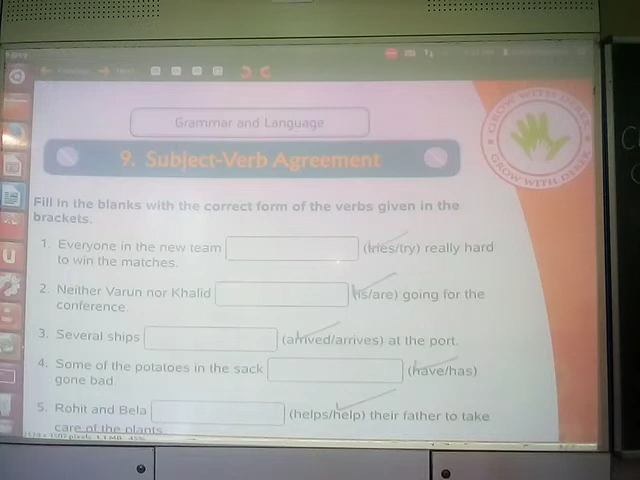 Grammar and Language
9. Subject-Verb Agreement
GROW WITH
GROW WITH
Fill in the blanks with the correct form of the verbs given in the
brackets.
1. Everyone in the new team (tries/try) really hard
to win the matches.
2. Neither Varun nor Khalid (is/are) going for the
conference.
3. Several ships (arrived/arrives) at the port.
4. Some of the potatoes in the sack (have/has)
gone bad.
5. Rohit and Bela (helps/help) their father to take
care of the plants.